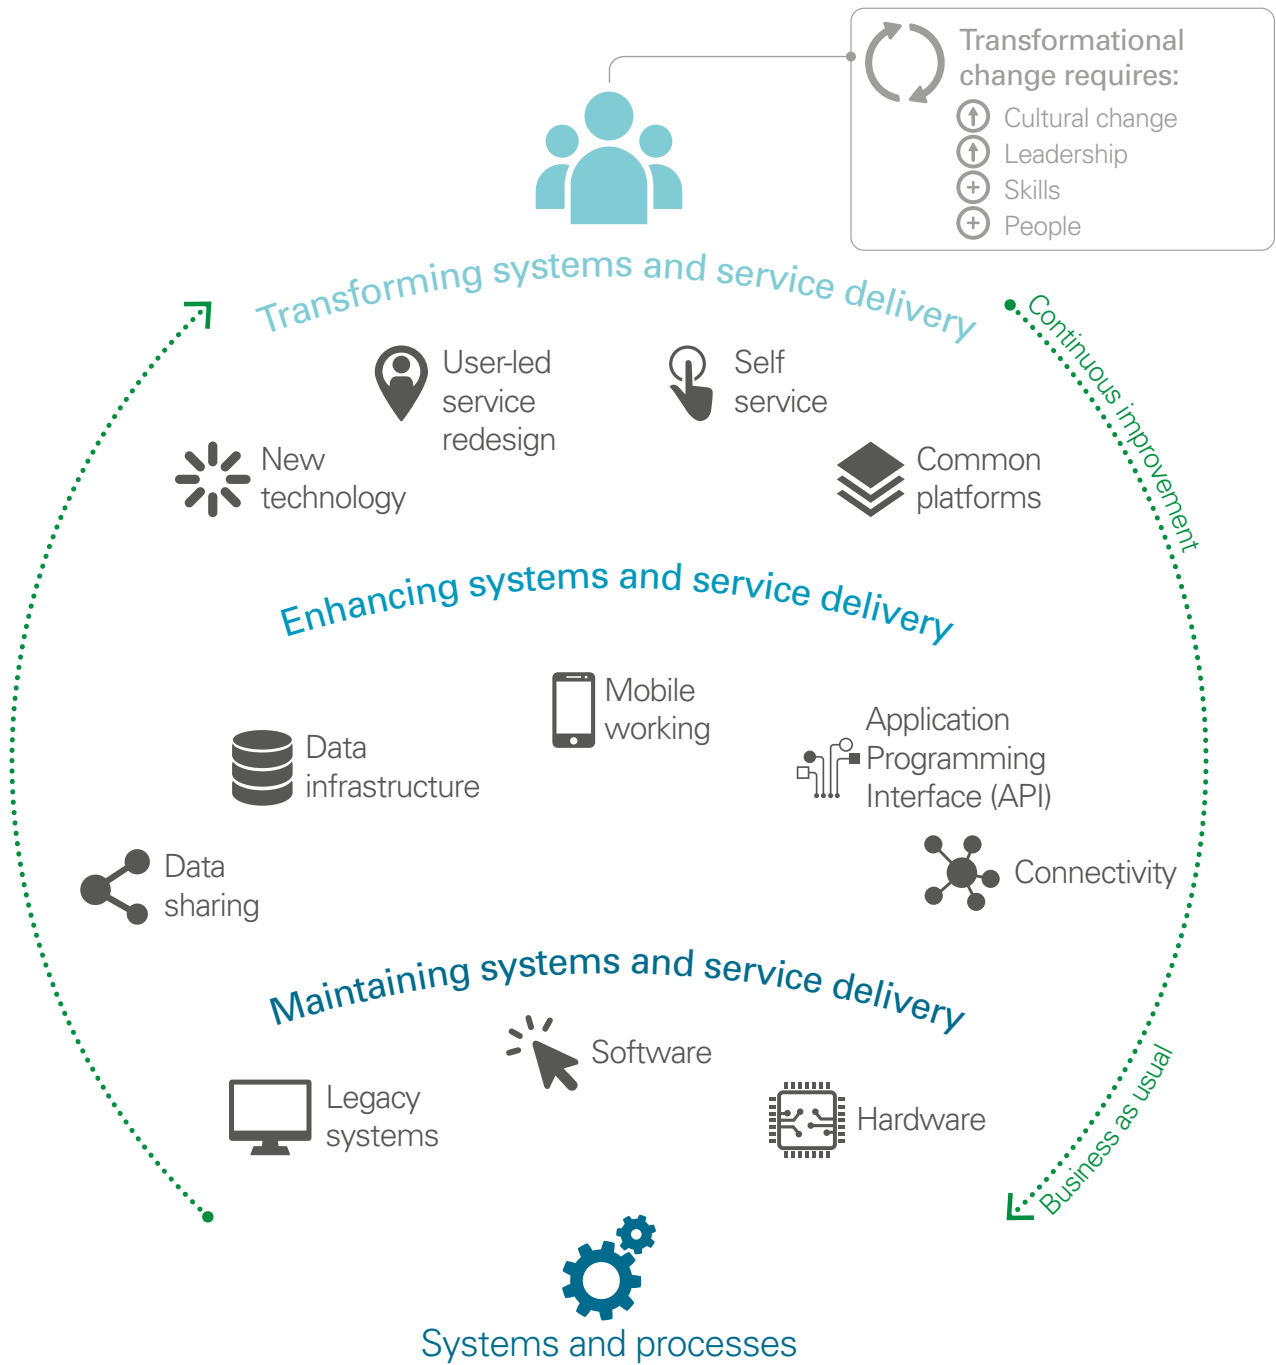 Transformational
change requires:
Cultural change
Leadership
Skills
People
Transforming systems and service delivery
Continuous improvement
User-led
service
redesign
Self
service
New
technology
Common
platforms
Enhancing systems and service delivery
Mobile
working
Data
infrastructure
Application
Programming
Interface (API)
Data
sharing
Connectivity
Maintaining systems and service delivery
Software
Legacy
systems
Hardware
Business as usual
Systems and processes